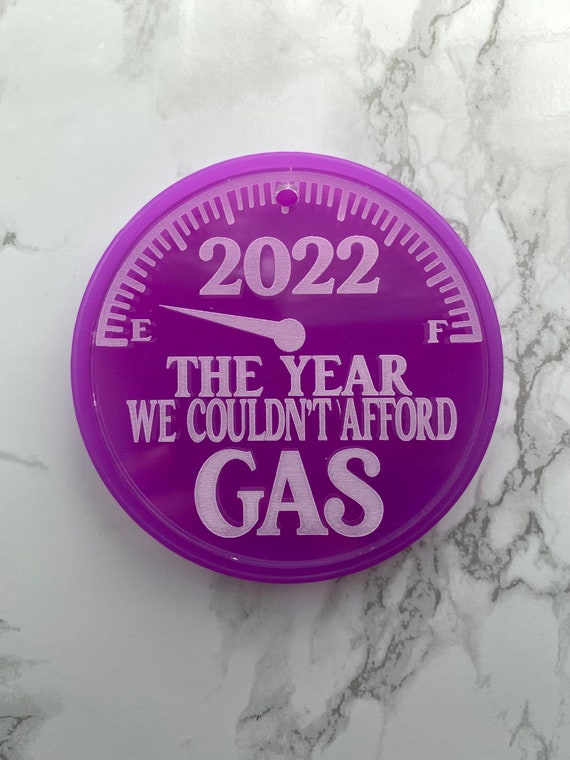 2022
E F
THE YEAR
WE COULDN'T AFFORD
GAS